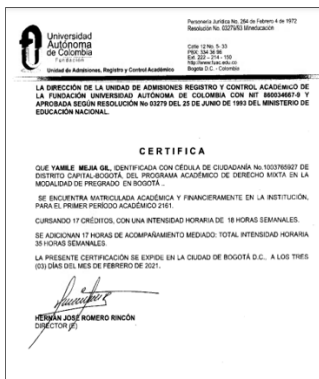 Universidad
Autónoma
de Colombia
Fundación
Unidad de Admisiones, Registro y Control Académico
Personería Jurídica No. 264 de Febrero 4 de 1972
Resolución No. 03279/93 Mineducación
Calle 12 No. 5-33
PBX: 334 36 96
Ext: 222 - 214 - 150
http://www.fuac.edu.co
Bogotá D.C. - Colombia
LA DIRECCIÓN DE LA UNIDAD DE ADMISIONES REGISTRO Y CONTROL ACADÉMICO DE
LA FUNDACIÓN UNIVERSIDAD AUTÓNOMA DE COLOMBIA CON NIT 860034667-9 Y
APROBADA SEGÚN RESOLUCIÓN No 03279 DEL 25 DE JUNIO DE 1993 DEL MINISTERIO DE
EDUCACIÓN NACIONAL.
CERTIFICA
QUE YAMILE MEJIA GIL, IDENTIFICADA CON CÉDULA DE CIUDADANÍA No.1003765927 DE
DISTRITO CAPITAL-BOGOTÁ, DEL PROGRAMA ACADÉMICO DE DERECHO MIXTA EN LA
MODALIDAD DE PREGRADO EN BOGOTÁ .,
SE ENCUENTRA MATRICULADA ACADÉMICA Y FINANCIERAMENTE EN LA INSTITUCIÓN,
PARA EL PRIMER PERÍODO ACADÉMICO 2161.
CURSANDO 17 CRÉDITOS, CON UNA INTENSIDAD HORARIA DE 18 HORAS SEMANALES.
SE ADICIONAN 17 HORAS DE ACOMPAÑAMIENTO MEDIADO: TOTAL INTENSIDAD HORARIA
35 HORAS SEMANALES.
LA PRESENTE CERTIFICACIÓN SE EXPIDE EN LA CIUDAD DE BOGOTÁ D.C., A LOS TRES
(03) DÍAS DEL MES DE FEBRERO DE 2021.
HERNÁN JOSÉ ROMERO RINCÓN
DIRECTOR (E)